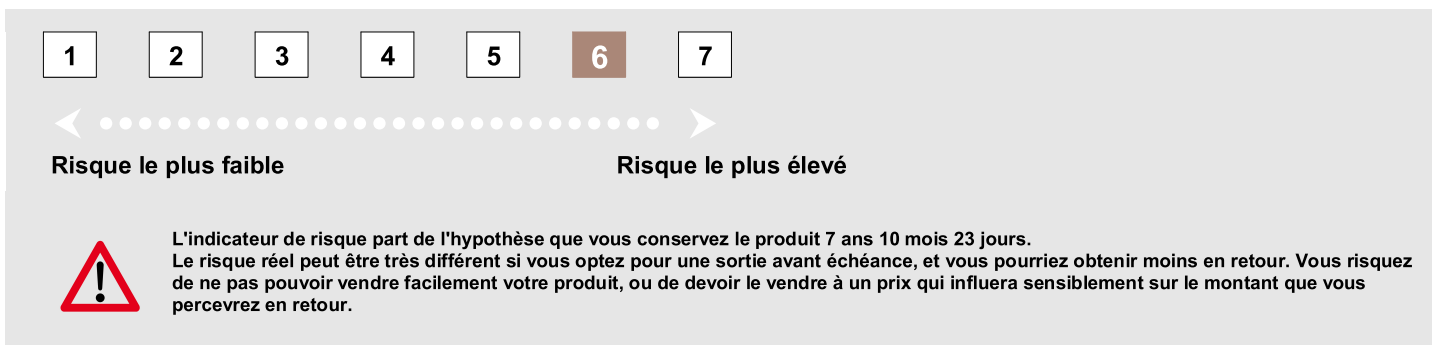 1 2 3 4 5 6 7
Risque le plus faible Risque le plus élevé
L'indicateur de risque part de l'hypothèse que vous conservez le produit 7 ans 10 mois 23 jours.
Le risque réel peut être très différent si vous optez pour une sortie avant échéance, et vous pourriez obtenir moins en retour. Vous risquez
de ne pas pouvoir vendre facilement votre produit, ou de devoir le vendre à un prix qui influera sensiblement sur le montant que vous
percevrez en retour.